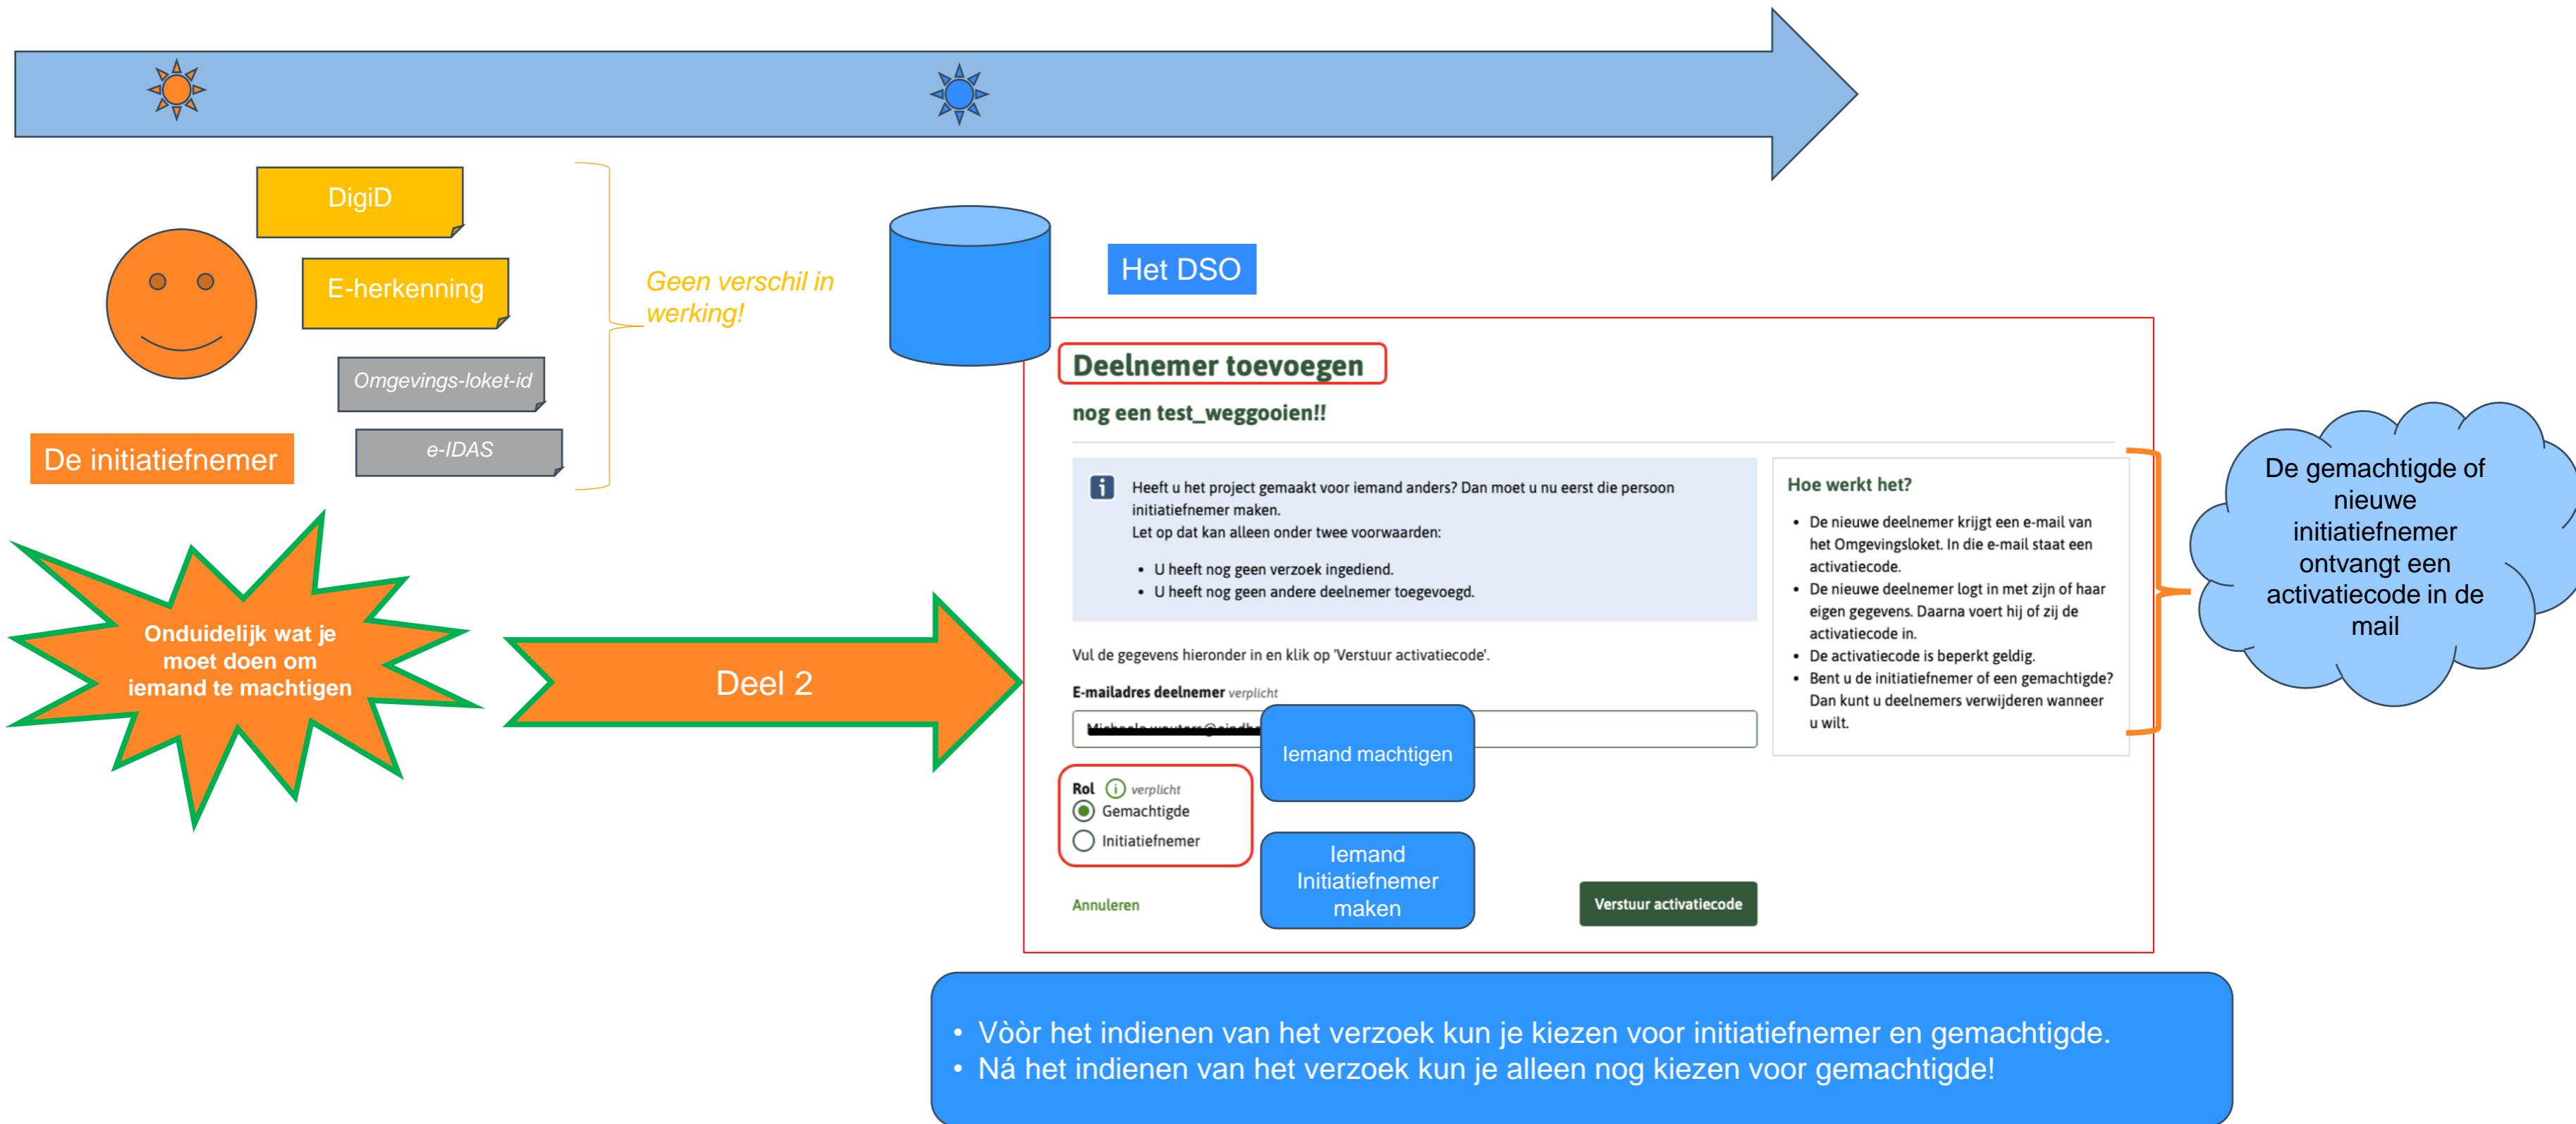 DigiD
E-herkenning
Omgevings-loket-id
e-IDAS
De initiatiefnemer
Geen verschil in
werking!
Het DSO
Onduidelijk wat je
moet doen om
iemand te machtigen
Deel 2
Deelnemer toevoegen
nog een test_weggooien!!
Heeft u het project gemaakt voor iemand anders? Dan moet u nu eerst die persoon
initiatiefnemer maken.
Let op dat kan alleen onder twee voorwaarden:
• U heeft nog geen verzoek ingediend.
• U heeft nog geen andere deelnemer toegevoegd.
Vul de gegevens hieronder in en klik op 'Verstuur activatiecode'.
E-mailadres deelnemer verplicht
Iemand machtigen
Rol i verplicht
Gemachtigde
Initiatiefnemer
Iemand
Initiatiefnemer
maken
Annuleren
Verstuur activatiecode
Hoe werkt het?
• De nieuwe deelnemer krijgt een e-mail van
het Omgevingsloket. In die e-mail staat een
activatiecode.
• De nieuwe deelnemer logt in met zijn of haar
eigen gegevens. Daarna voert hij of zij de
activatiecode in.
• De activatiecode is beperkt geldig.
• Bent u de initiatiefnemer of een gemachtigde?
Dan kunt u deelnemers verwijderen wanneer
u wilt.
De gemachtigde of
nieuwe
initiatiefnemer
ontvangt een
activatiecode in de
mail
• Vòòr het indienen van het verzoek kun je kiezen voor initiatiefnemer en gemachtigde.
• Ná het indienen van het verzoek kun je alleen nog kiezen voor gemachtigde!